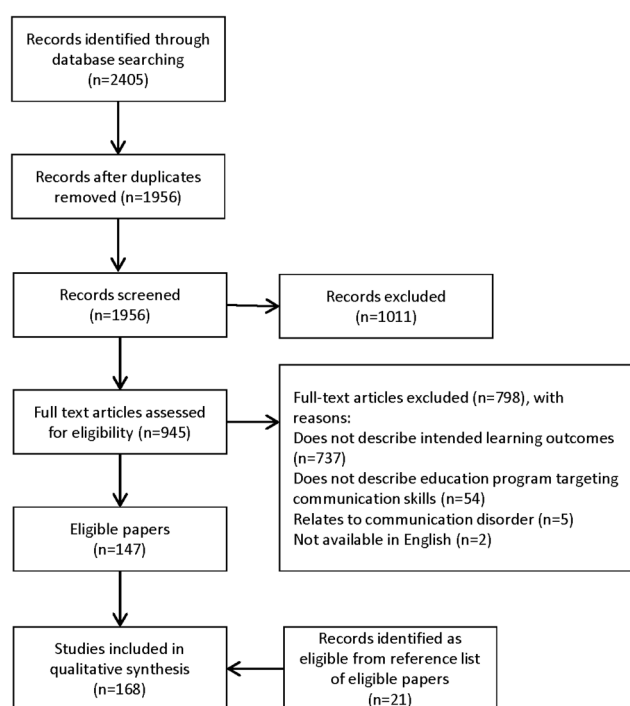 Records identified through
database searching
(n=2405)
Records after duplicates
removed (n=1956)
Records screened
(n=1956)
Records excluded
(n=1011)
Full text articles assessed
for eligibility (n=945)
Full-text articles excluded (n=798), with
reasons:
Does not describe intended learning outcomes
(n=737)
Does not describe education program targeting
communication skills (n=54)
Relates to communication disorder (n=5)
Not available in English (n=2)
Eligible papers
(n=147)
Studies included in
qualitative synthesis
(n=168)
Records identified as
eligible from reference list
of eligible papers
(n=21)